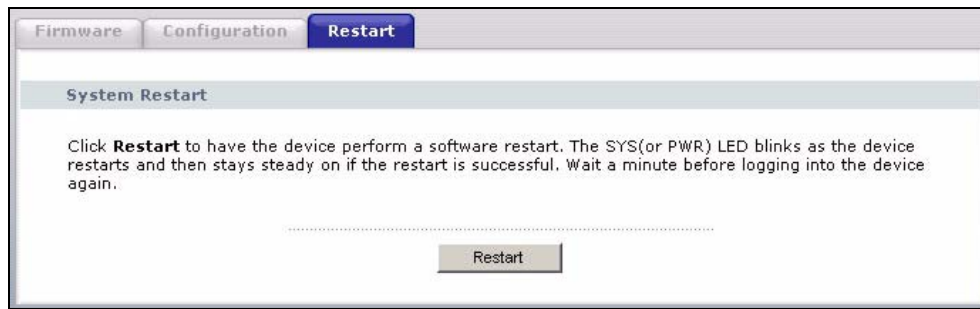 Firmware Configuration Restart
System Restart
Click Restart to have the device perform a software restart. The SYS(or PWR) LED blinks as the device
restarts and then stays steady on if the restart is successful. Wait a minute before logging into the device
again.
Restart